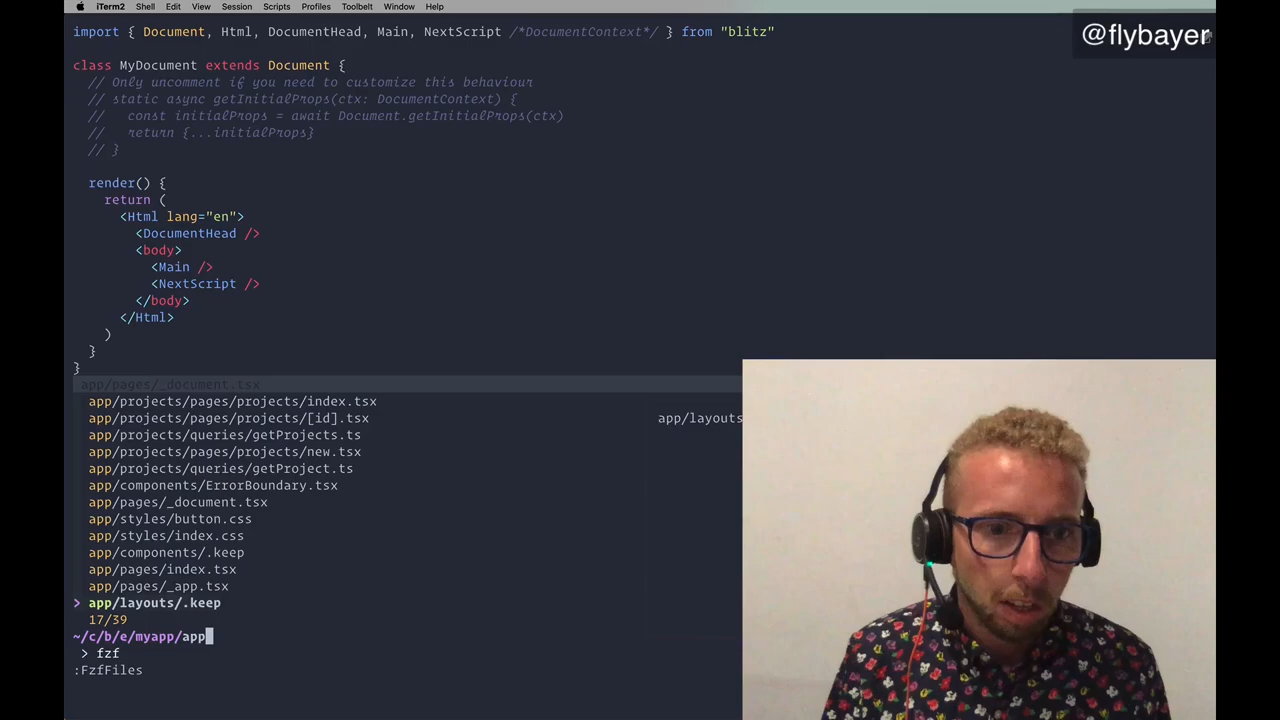 iTerm2 Shell Edit View Session Scripts Profiles Toolbelt Window Help
@flybayer
import { Document, Html, DocumentHead, Main, NextScript /*DocumentContext*/ } from "blitz"
class MyDocument extends Document {
// Only uncomment if you need to customize this behaviour
// static async getInitialProps(ctx: DocumentContext) {
//   const initialProps = await Document.getInitialProps(ctx)
//   return {...initialProps}
// }
render() {
return (
<Html lang="en">
<DocumentHead />
<body>
<Main />
<NextScript />
</body>
</Html>
)
}
}
app/pages/_document.tsx
app/projects/pages/projects/index.tsx
app/projects/pages/projects/[id].tsx
app/layouts
app/projects/queries/getProjects.ts
app/projects/pages/projects/new.tsx
app/projects/queries/getProject.ts
app/components/ErrorBoundary.tsx
app/pages/_document.tsx
app/styles/button.css
app/styles/index.css
app/components/.keep
app/pages/index.tsx
app/pages/_app.tsx
> app/layouts/.keep
17/39
~/c/b/e/myapp/app
> fzf
:FzfFiles